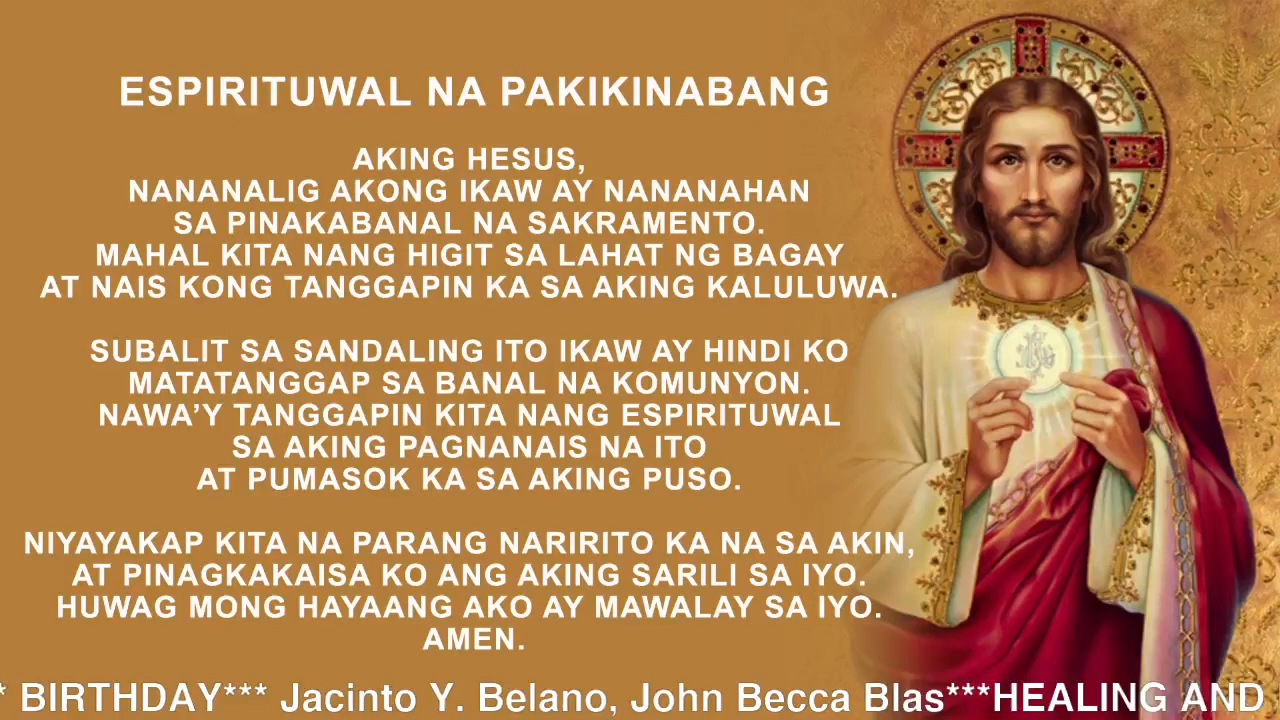 ESPIRITUWAL NA PAKIKINABANG
AKING HESUS,
NANANALIG AKONG IKAW AY NANANAHAN
SA PINAKABANAL NA SAKRAMENTO.
MAHAL KITA NANG HIGIT SA LAHAT NG BAGAY
AT NAIS KONG TANGGAPIN KA SA AKING KALULUWA.
SUBALIT SA SANDALING ITO IKAW AY HINDI KO
MATATANGGAP SA BANAL NA KOMUNYON.
NAWA’Y TANGGAPIN KITA NANG ESPIRITUWAL
SA AKING PAGNANAIS NA ITO
AT PUMASOK KA SA AKING PUSO.
NIYAYAKAP KITA NA PARANG NARIRITO KA NA SA AKIN,
AT PINAGKAKAISA KO ANG AKING SARILI SA IYO.
HUWAG MONG HAYAANG AKO AY MAWALAY SA IYO.
AMEN.
* BIRTHDAY*** Jacinto Y. Belano, John Becca Blas***HEALING AND